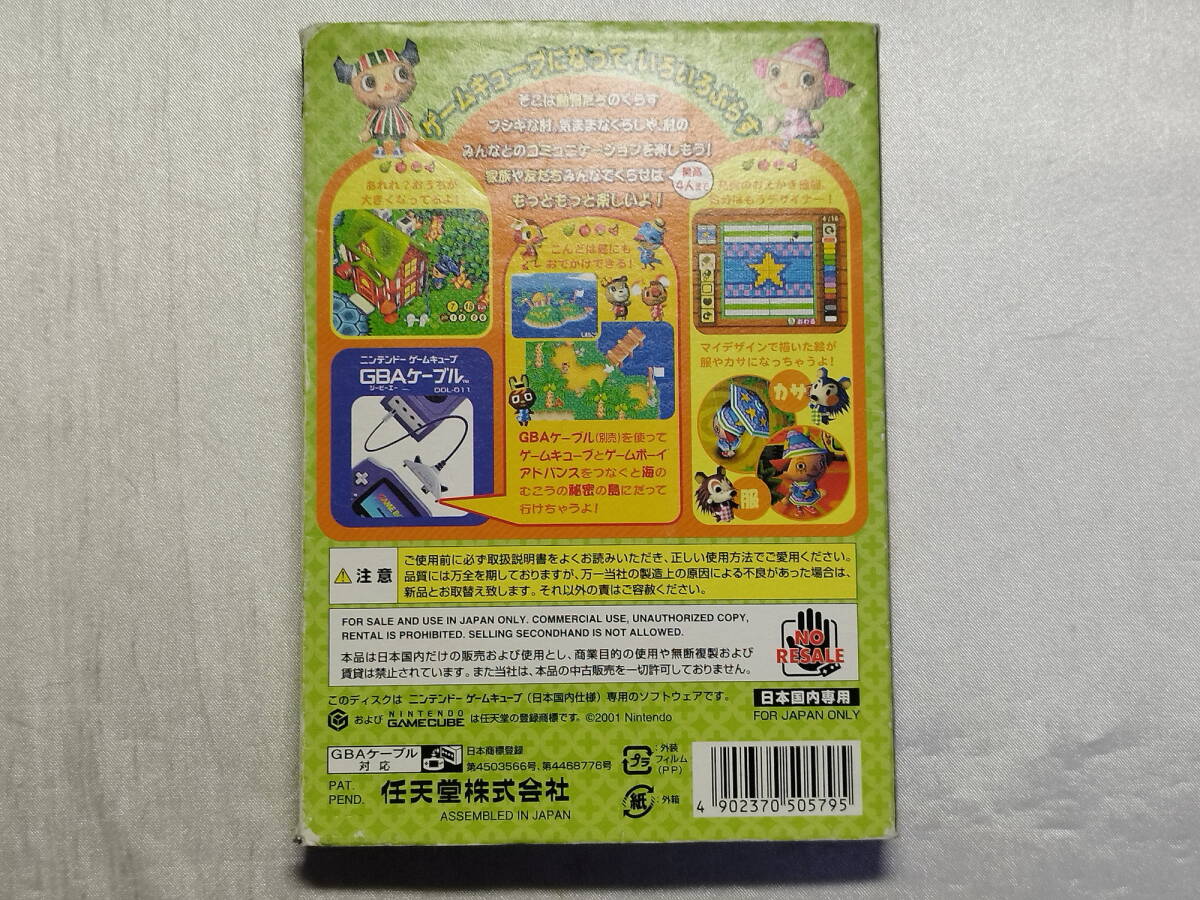 ゲームキューブになって、いろいろぷらす
そこは動物たちのくらす
フシギな村。気ままなくらしや、村の
みんなとのコミュニケーションを楽しもう!
家族や友だちみんなでくらせば
最高
4人まで
もっともっと楽しいよ!
あれれ?おうちが
大きくなってるよ!
こんどは島にも
おでかけできる!
自分はもうデザイナー!
マイデザインで描いた絵が
服やカサになっちゃうよ!
カサ
服
ニンテンドー ゲームキューブ
GBAケーブル™
ジービーエー
DOL-011
GBAケーブル(別売)を使って
ゲームキューブとゲームボーイ
アドバンスをつなぐと海の
むこうの秘密の島にだって
行けちゃうよ!
注意
ご使用前に必ず取扱説明書をよくお読みいただき、正しい使用方法でご愛用ください。
品質には万全を期しておりますが、万一当社の製造上の原因による不良があった場合は、
新品とお取替え致します。それ以外の責はご容赦ください。
FOR SALE AND USE IN JAPAN ONLY. COMMERCIAL USE, UNAUTHORIZED COPY,
RENTAL IS PROHIBITED. SELLING SECONDHAND IS NOT ALLOWED.
本品は日本国内だけの販売および使用とし、商業目的の使用や無断複製および
賃貸は禁止されています。また当社は、本品の中古販売を一切許可しておりません。
NO
RESALE
このディスクは ニンテンドー ゲームキューブ(日本国内仕様)専用のソフトウェアです。
および NINTENDO GAMECUBE は任天堂の登録商標です。©2001 Nintendo
日本国内専用
FOR JAPAN ONLY
GBAケーブル
対応
日本商標登録
第4503566号、第4468776号
PAT.
PEND.
任天堂株式会社
ASSEMBLED IN JAPAN
プラ
:外装
フィルム
(PP)
紙
:外箱
4 902370 505795